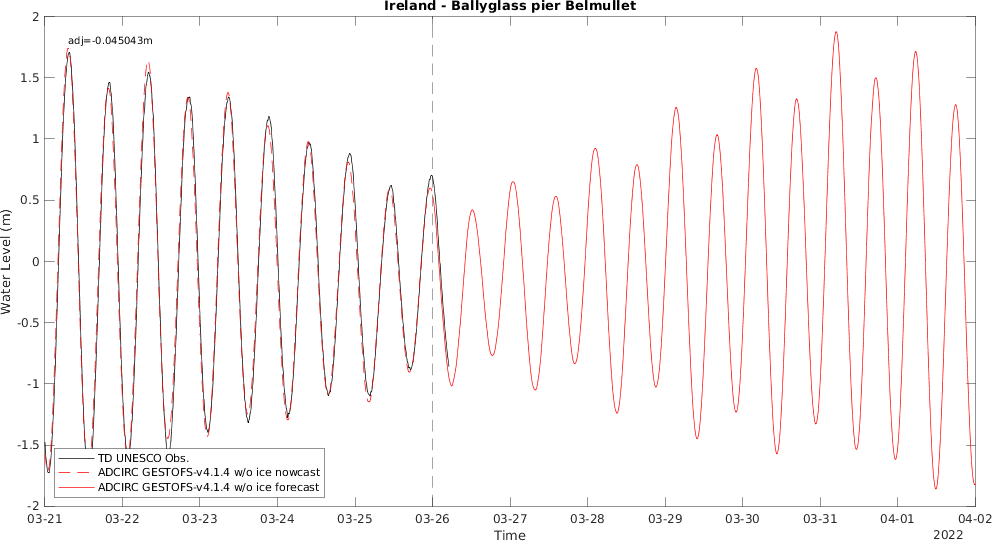 Ireland - Ballyglass pier Belmullet
adj=-0.045043m
2
1.5
1
0.5
0
-0.5
-1
-1.5
-2
Water Level (m)
TD UNESCO Obs.
ADCIRC GESTOFS-v4.1.4 w/o ice nowcast
ADCIRC GESTOFS-v4.1.4 w/o ice forecast
03-21 03-22 03-23 03-24 03-25 03-26 03-27 03-28 03-29 03-30 03-31 04-01 04-02
Time
2022